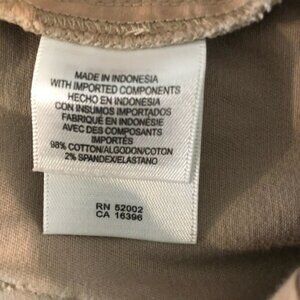 MADE IN INDONESIA
WITH IMPORTED COMPONENTS
HECHO EN INDONESIA
CON INSUMOS IMPORTADOS
FABRIQUÉ EN INDONÉSIE
AVEC DES COMPOSANTS
IMPORTÉS
98% COTTON/ALGODON/COTON
2% SPANDEX/ELASTANO
RN 52002
CA 16396